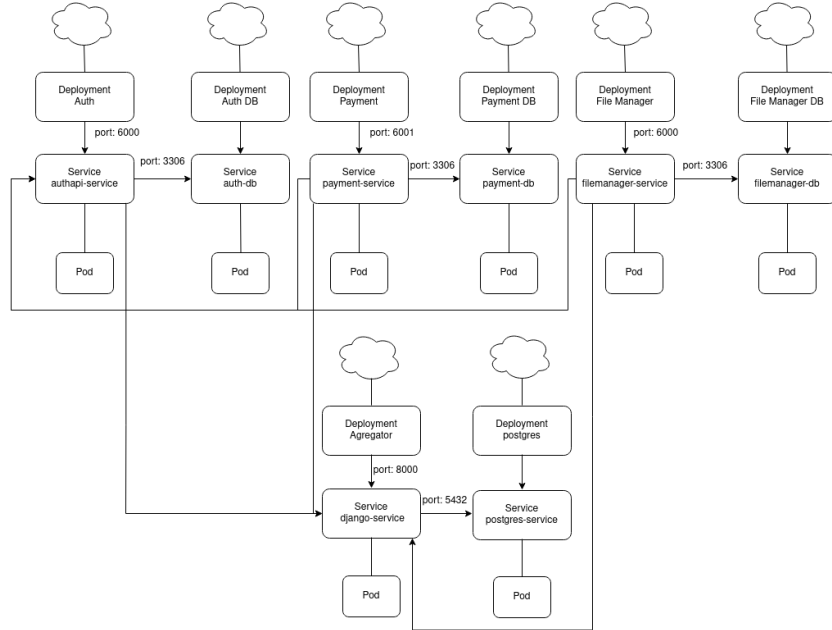 Deployment
Auth
Deployment
Auth DB
Deployment
Payment
Deployment
Payment DB
Deployment
File Manager
Deployment
File Manager DB
port: 6000
port: 6001
port: 6000
Service
authapi-service
port: 3306
Service
auth-db
Service
payment-service
port: 3306
Service
payment-db
Service
filemanager-service
port: 3306
Service
filemanager-db
Pod
Pod
Pod
Pod
Pod
Pod
Deployment
Agregator
Deployment
postgres
port: 8000
Service
django-service
port: 5432
Service
postgres-service
Pod
Pod